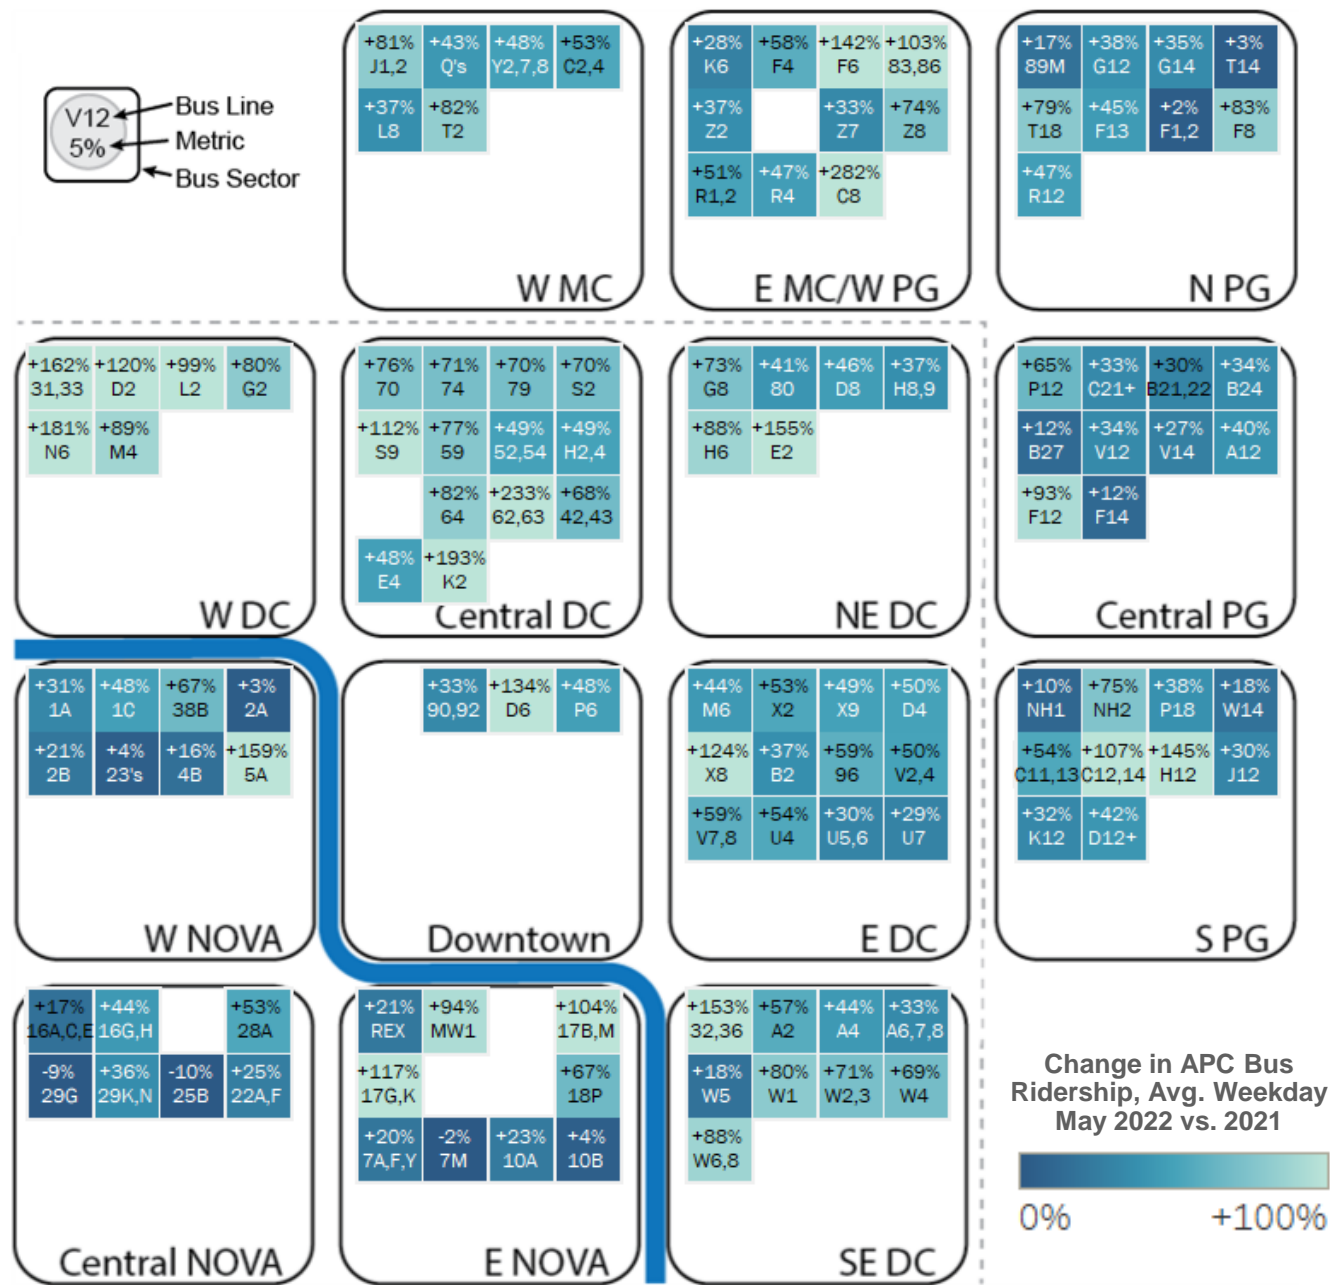 V12
5%
Bus Line
Metric
Bus Sector
+81% +43% +48% +53%
J1,2 Q's Y2,7,8 C2,4
+37% +82%
L8 T2
W MC
+28% +58% +142% +103%
K6 F4 F6 83,86
+37% +33% +74%
Z2 Z7 Z8
+51% +47% +282%
R1,2 R4 C8
E MC/W PG
+17% +38% +35% +3%
89M G12 G14 T14
+79% +45% +2% +83%
T18 F13 F1,2 F8
+47%
R12
N PG
+162% +120% +99% +80%
31,33 D2 L2 G2
+181% +89%
N6 M4
W DC
+76% +71% +70% +70%
70 74 79 S2
+112% +77% +49% +49%
S9 59 52,54 H2,4
+82% +233% +68%
64 62,63 42,43
+48% +193%
E4 K2
Central DC
+73% +41% +46% +37%
G8 80 D8 H8,9
+88% +155%
H6 E2
NE DC
+65% +33% +30% +34%
P12 C21+ B21,22 B24
+12% +34% +27% +40%
B27 V12 V14 A12
+93% +12%
F12 F14
Central PG
+31% +48% +67% +3%
1A 1C 38B 2A
+21% +4% +16% +159%
2B 23's 4B 5A
W NOVA
+33% +134% +48%
90,92 D6 P6
Downtown
+44% +53% +49% +50%
M6 X2 X9 D4
+124% +37% +59% +50%
X8 B2 96 V2,4
+59% +54% +30% +29%
V7,8 U4 U5,6 U7
E DC
+10% +75% +38% +18%
NH1 NH2 P18 W14
+54% +107% +145% +30%
C11,13 C12,14 H12 J12
+32% +42%
K12 D12+
S PG
+17% +44% +53%
16A,C,E 16G,H 28A
-9% +36% -10% +25%
29G 29K,N 25B 22A,F
Central NOVA
+21% +94% +104%
REX MW1 17B,M
+117% +67%
17G,K 18P
+20% -2% +23% +4%
7A,F,Y 7M 10A 10B
E NOVA
+153% +57% +44% +33%
32,36 A2 A4 A6,7,8
+18% +80% +71% +69%
W5 W1 W2,3 W4
+88%
W6,8
SE DC
Change in APC Bus
Ridership, Avg. Weekday
May 2022 vs. 2021
0% +100%